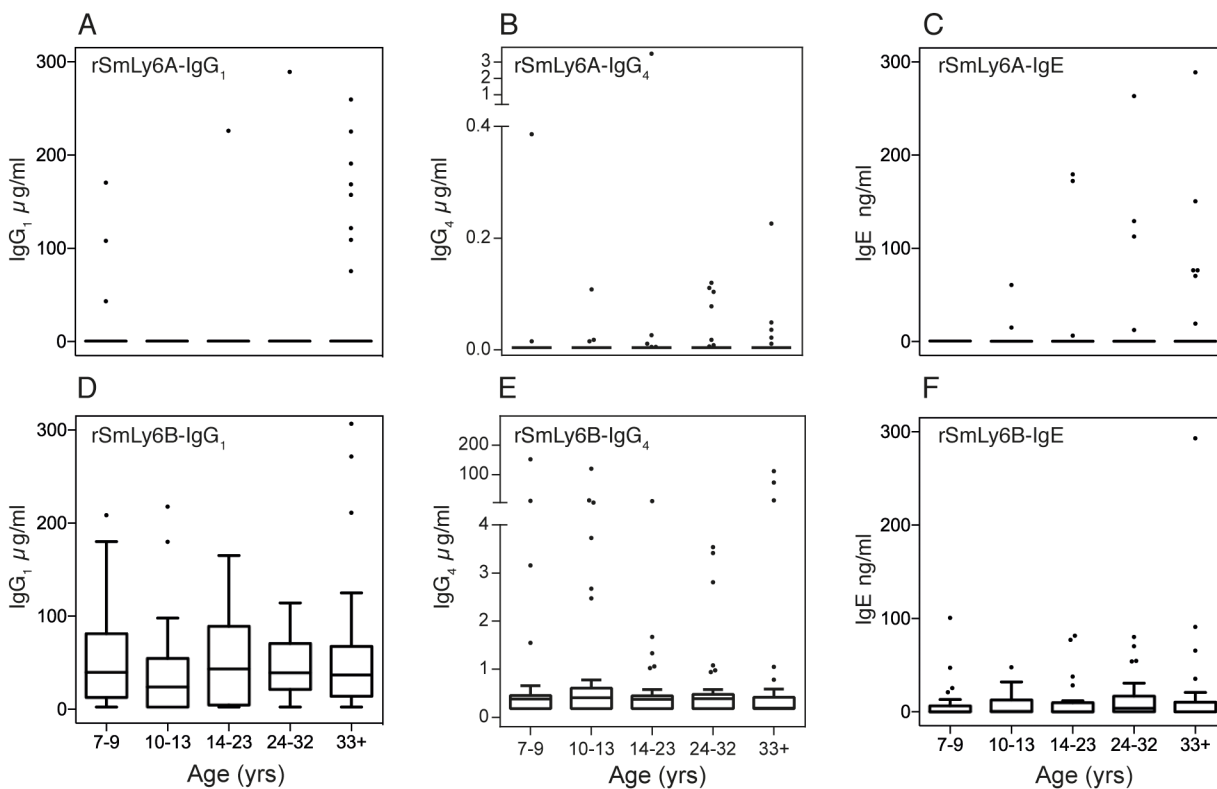 A
rSmLy6A-IgG₁
IgG₁ µg/ml
300
200
100
0
B
rSmLy6A-IgG₄
IgG₄ µg/ml
3
2
1
0.4
0.2
0.0
C
rSmLy6A-IgE
IgE ng/ml
300
200
100
0
D
rSmLy6B-IgG₁
IgG₁ µg/ml
300
200
100
0
7-9 10-13 14-23 24-32 33+
Age (yrs)
E
rSmLy6B-IgG₄
IgG₄ µg/ml
200
100
4
3
2
1
0
7-9 10-13 14-23 24-32 33+
Age (yrs)
F
rSmLy6B-IgE
IgE ng/ml
300
200
100
0
7-9 10-13 14-23 24-32 33+
Age (yrs)